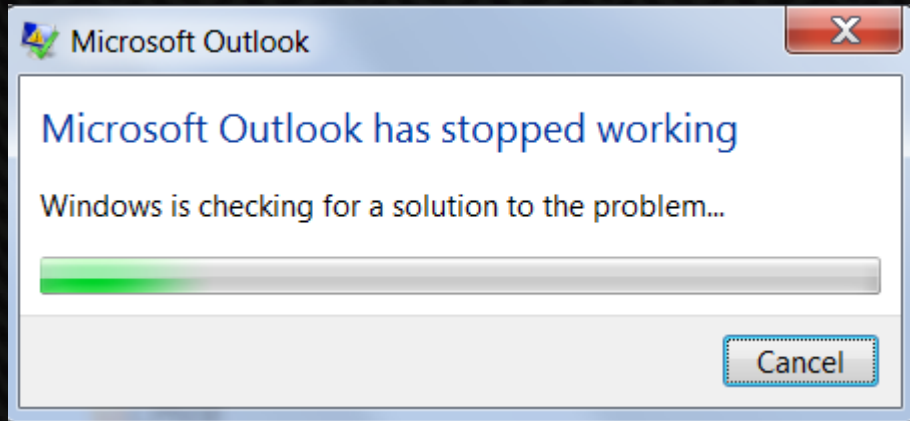 Microsoft Outlook
Microsoft Outlook has stopped working
Windows is checking for a solution to the problem...
Cancel